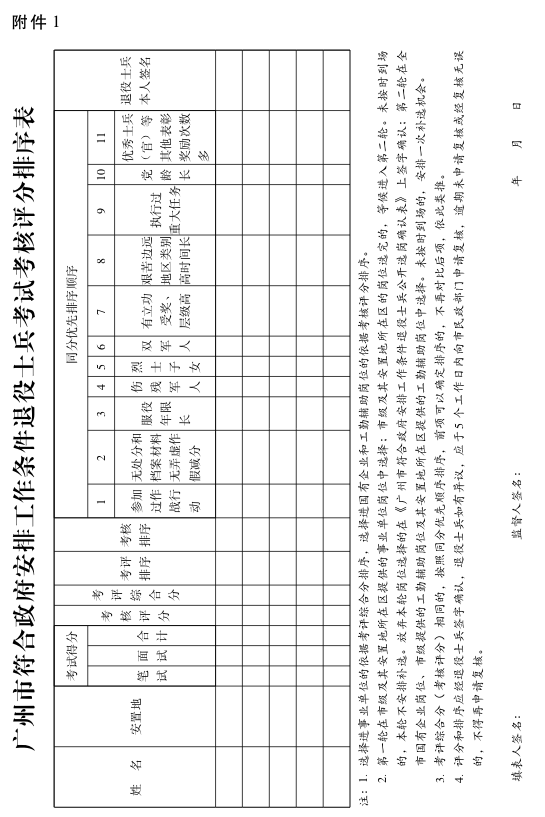 附件 1
广州市符合政府安排工作条件退役士兵考试考核评分排序表
姓 名
安置地
考试得分
笔试
面试
合计
考核评分
考评综合分
考评排序
考核排序
同分优先排序顺序
1
参加过作战行动
2
无处分和档案材料无弄虚作假减分
3
服役年限长
4
伤残军人
5
烈士子女
6
双军人
7
有立功受奖、层级高
8
艰苦边远地区类别高时间长
9
执行过重大任务
10
党龄长
11
优秀士兵（官）等其他表彰奖励次数多
退役士兵本人签名
注：1. 选择进事业单位的依据考评综合分排序，选择进国有企业和工勤辅助岗位的依据考核评分排序。
2. 第一轮在市级及其安置地所在区提供的事业单位岗位中选择；市级及其安置地所在区的岗位选完的，等候进入第二轮。未按时到场
的，本轮不安排补选。放弃本轮岗位选择的在《广州市符合政府安排工作条件退役士兵公开选岗确认表》上签字确认；第二轮在全
市国有企业岗位、市级提供的工勤辅助岗位及其安置地所在区提供的工勤辅助岗位中选择。未按时到场的，安排一次补选机会。
3. 考评综合分（考核评分）相同的，按照同分优先顺序排序，前项可以确定排序的，不再对比后项，依此类推。
4. 评分和排序应经退役士兵签字确认，退役士兵如有异议，应于 5 个工作日内向市民政部门申请复核，逾期未申请复核或经复核无误
的，不得再申请复核。
填表人签名： 监督人签名： 年 月 日